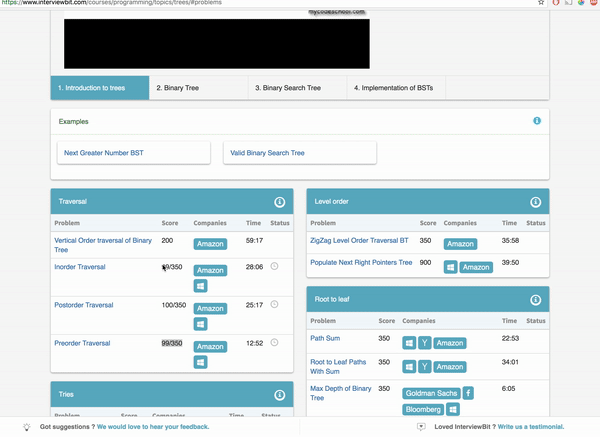 https://www.interviewbit.com/courses/programming/topics/trees/#problems
mycodeschool.com
1. Introduction to trees 2. Binary Tree 3. Binary Search Tree 4. Implementation of BSTs
Examples
Next Greater Number BST Valid Binary Search Tree
Traversal
Problem Score Companies Time Status
Vertical Order traversal of Binary Tree 200 Amazon 59:17
Inorder Traversal 99/350 Amazon 28:06
Postorder Traversal 100/350 Amazon 25:17
Preorder Traversal 99/350 Amazon 12:52
Tries
Problem Score Companies Time Status
Level order
Problem Score Companies Time Status
ZigZag Level Order Traversal BT 350 Amazon 35:58
Populate Next Right Pointers Tree 900 Amazon 39:50
Root to leaf
Problem Score Companies Time Status
Path Sum 350 Y Amazon 22:53
Root to Leaf Paths With Sum 350 Y Amazon 34:01
Max Depth of Binary Tree 350 Goldman Sachs f Bloomberg Amazon 6:05
Got suggestions ? We would love to hear your feedback. Loved InterviewBit ? Write us a testimonial.